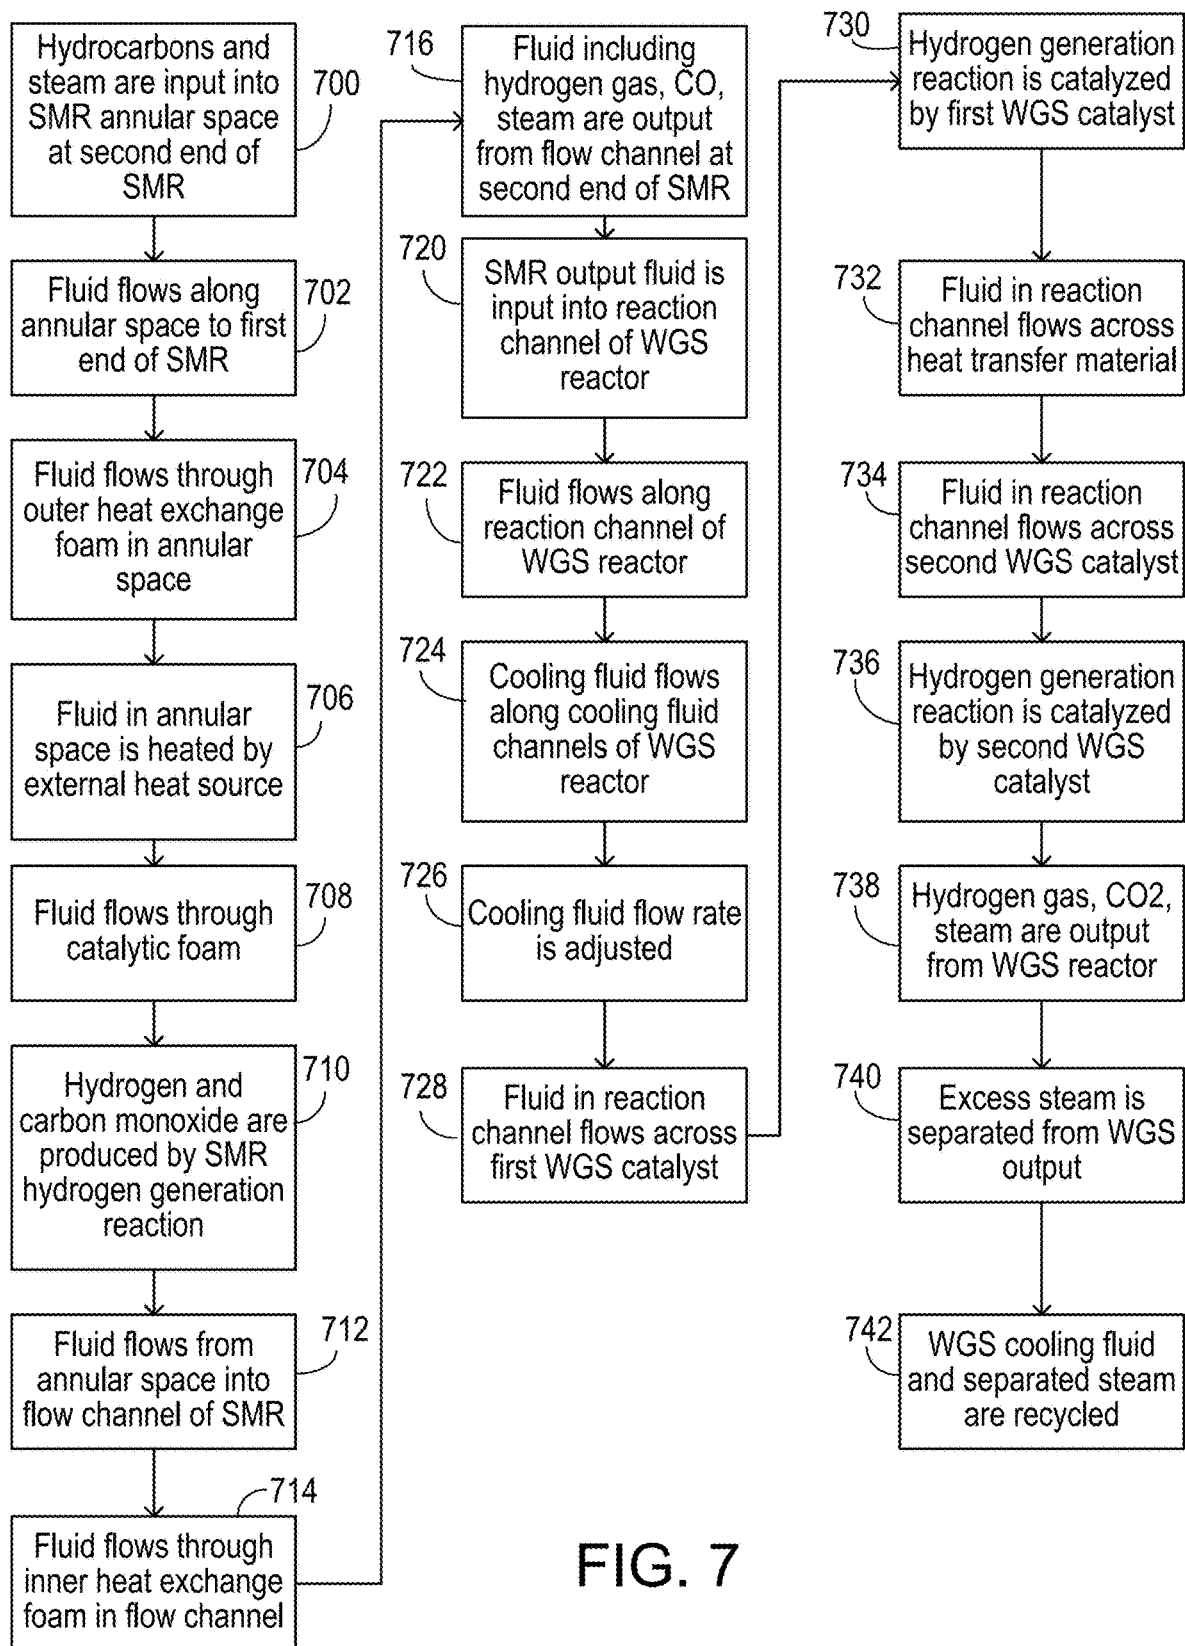 Hydrocarbons and
steam are input into
SMR annular space
at second end of
SMR
700
Fluid flows along
annular space to first
end of SMR
702
Fluid flows through
outer heat exchange
foam in annular
space
704
Fluid in annular
space is heated by
external heat source
706
Fluid flows through
catalytic foam
708
Hydrogen and
carbon monoxide are
produced by SMR
hydrogen generation
reaction
710
Fluid flows from
annular space into
flow channel of SMR
712
714
Fluid flows through
inner heat exchange
foam in flow channel
716
Fluid including
hydrogen gas, CO,
steam are output
from flow channel at
second end of SMR
720
SMR output fluid is
input into reaction
channel of WGS
reactor
722
Fluid flows along
reaction channel of
WGS reactor
724
Cooling fluid flows
along cooling fluid
channels of WGS
reactor
726
Cooling fluid flow rate
is adjusted
728
Fluid in reaction
channel flows across
first WGS catalyst
730
Hydrogen generation
reaction is catalyzed
by first WGS catalyst
732
Fluid in reaction
channel flows across
heat transfer material
734
Fluid in reaction
channel flows across
second WGS catalyst
736
Hydrogen generation
reaction is catalyzed
by second WGS
catalyst
738
Hydrogen gas, CO2,
steam are output
from WGS reactor
740
Excess steam is
separated from WGS
output
742
WGS cooling fluid
and separated steam
are recycled
FIG. 7